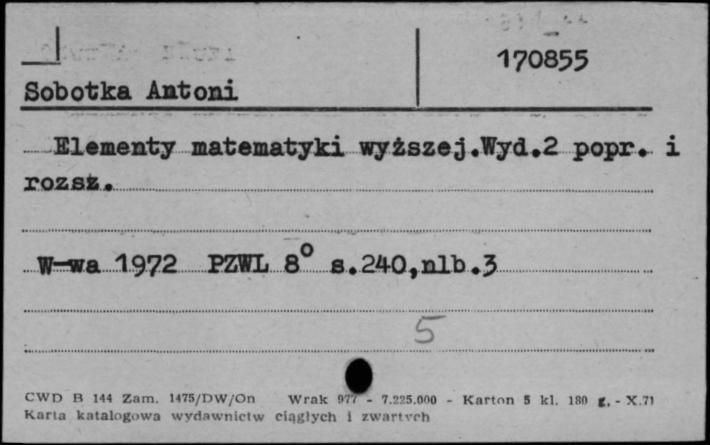 170855
Sobotka Antoni
Elementy matematyki wyższej.Wyd.2 popr. i
rozsz.
W-wa 1972 PZWL 8° s.240,nlb.3
5
CWD B 144 Zam. 1475/DW/On Wrak 977 - 7.225.000 - Karton 5 kl. 180 g. - X.71
Karta katalogowa wydawnictw ciągłych i zwartych